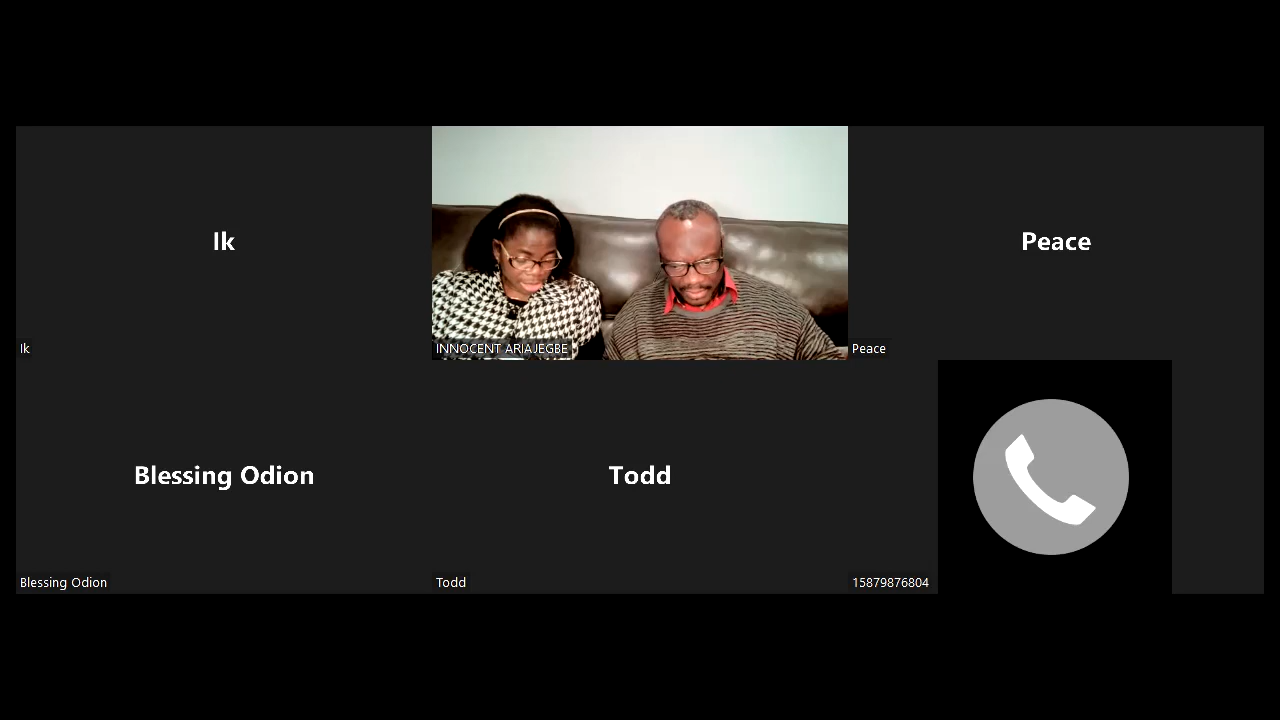 Ik
Peace
Ik
INNOCENT ARIAJEGBE
Peace
Blessing Odion
Todd
Blessing Odion
Todd
15879876804